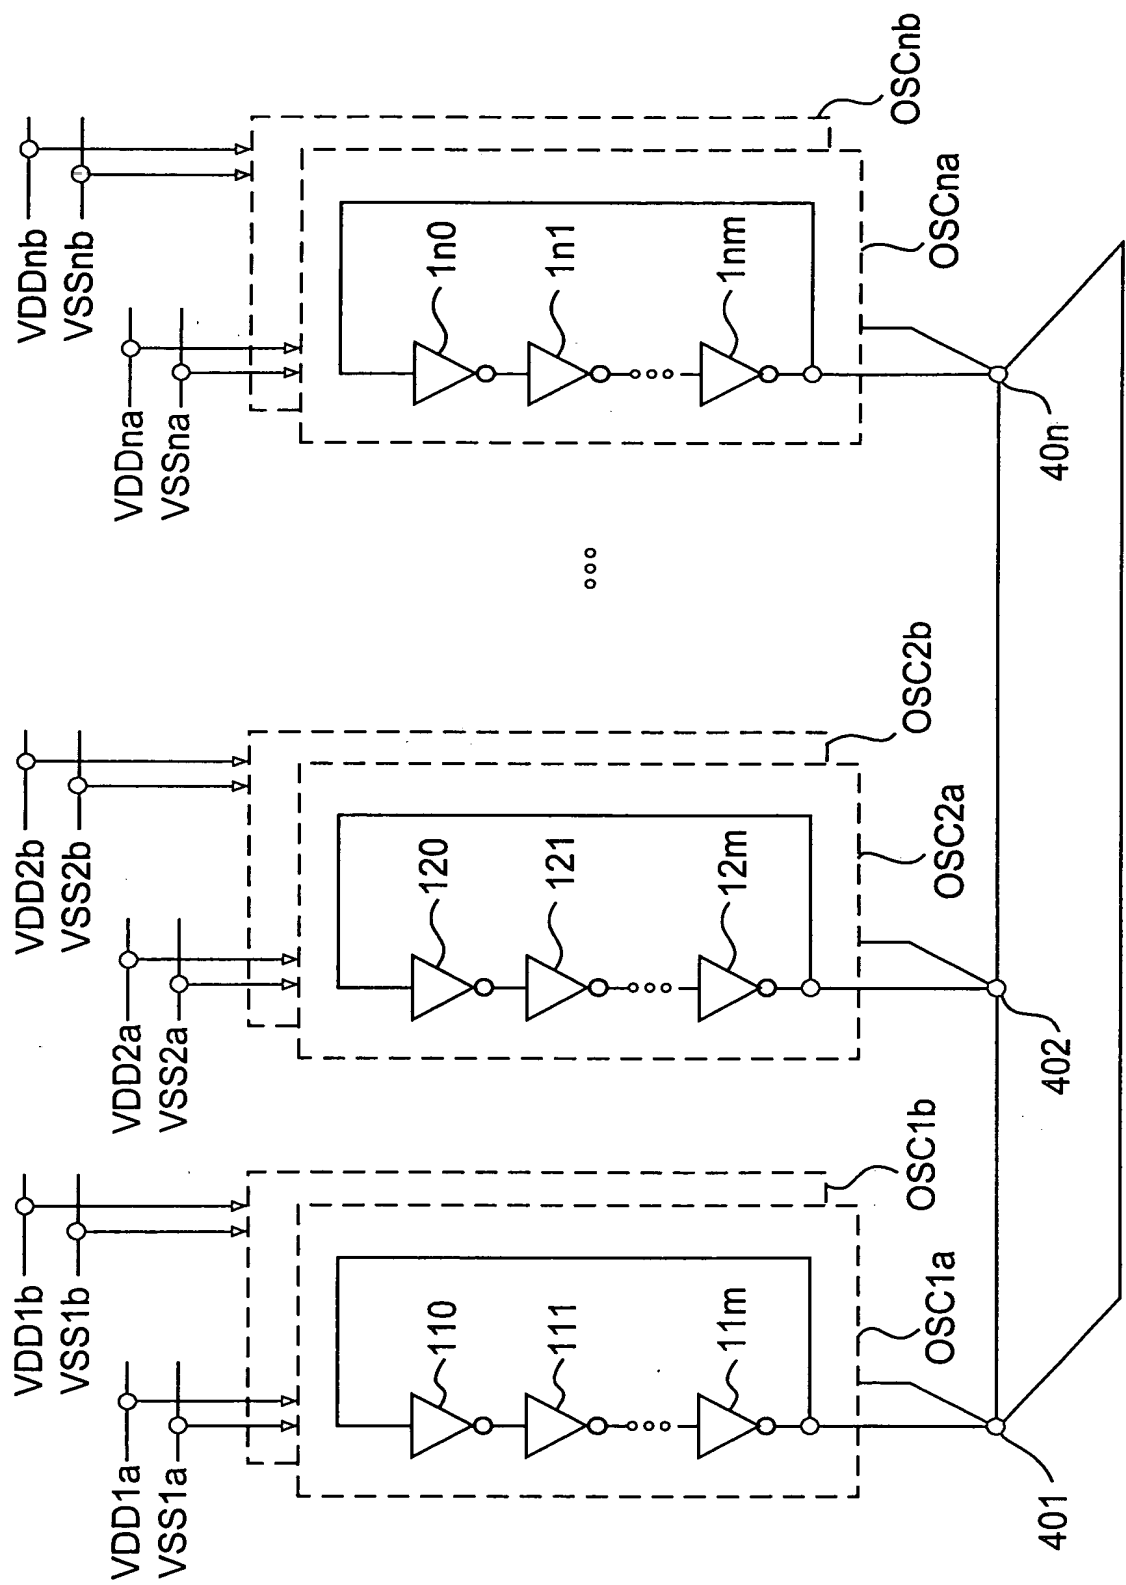 VDD1b
VSS1b
VDD1a
VSS1a
110
111
11m
OSC1b
OSC1a
401
VDD2b
VSS2b
VDD2a
VSS2a
120
121
12m
OSC2b
OSC2a
402
VDDnb
VSSnb
VDDna
VSSna
1n0
1n1
1nm
OSCnb
OSCna
40n